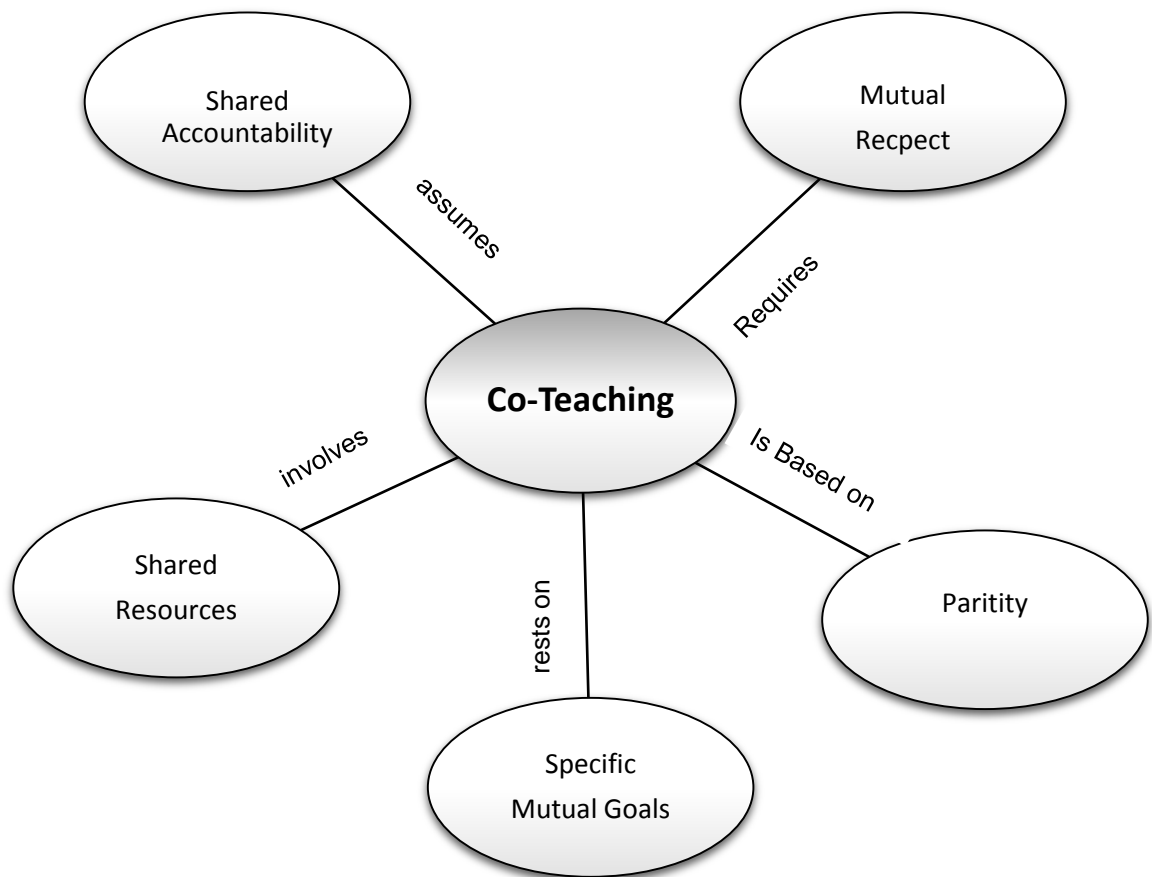 Shared
Accountability
Mutual
Recpect
assumes
Requires
Co-Teaching
involves
Is Based on
Shared
Resources
rests on
Paritity
Specific
Mutual Goals